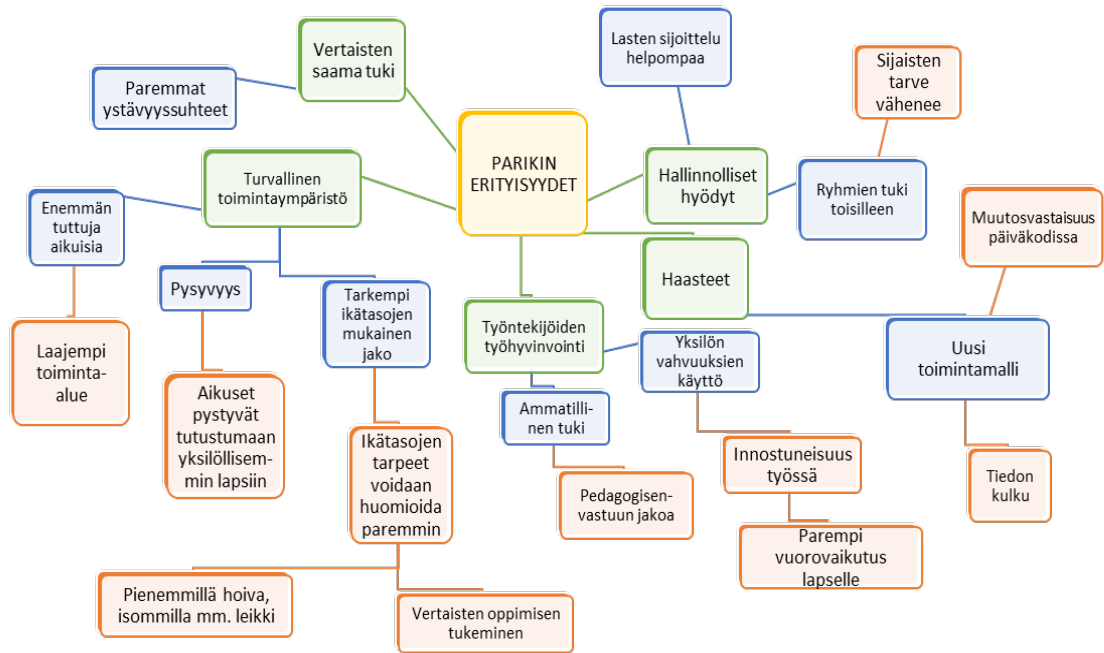 Vertaisten
saama tuki
Paremmat
ystävyyssuhteet
Lasten sijoittelu
helpompaa
Sijaisten
tarve
vähenee
PARIKIN
ERITYISYYDET
Hallinnolliset
hyödyt
Ryhmien tuki
toisilleen
Turvallinen
toimintaympäristö
Enemmän
tuttuja
aikuisia
Muutosvastaisuus
päiväkodissa
Haasteet
Pysyvyys
Tarkempi
ikätasojen
mukainen
jako
Työntekijöiden
työhyvinvointi
Yksilön
vahvuuksien
käyttö
Uusi
toimintamalli
Laajempi
toiminta-
alue
Aikuset
pystyvät
tutustumaan
yksilöllisem-
min lapsiin
Ammatilli-
nen tuki
Ikätasojen
tarpeet
voidaan
huomioida
paremmin
Innostuneisuus
työssä
Tiedon
kulku
Pedagogisen-
vastuun jakoa
Parempi
vuorovaikutus
lapselle
Pienemmillä hoiva,
isommilla mm. leikki
Vertaisten oppimisen
tukeminen